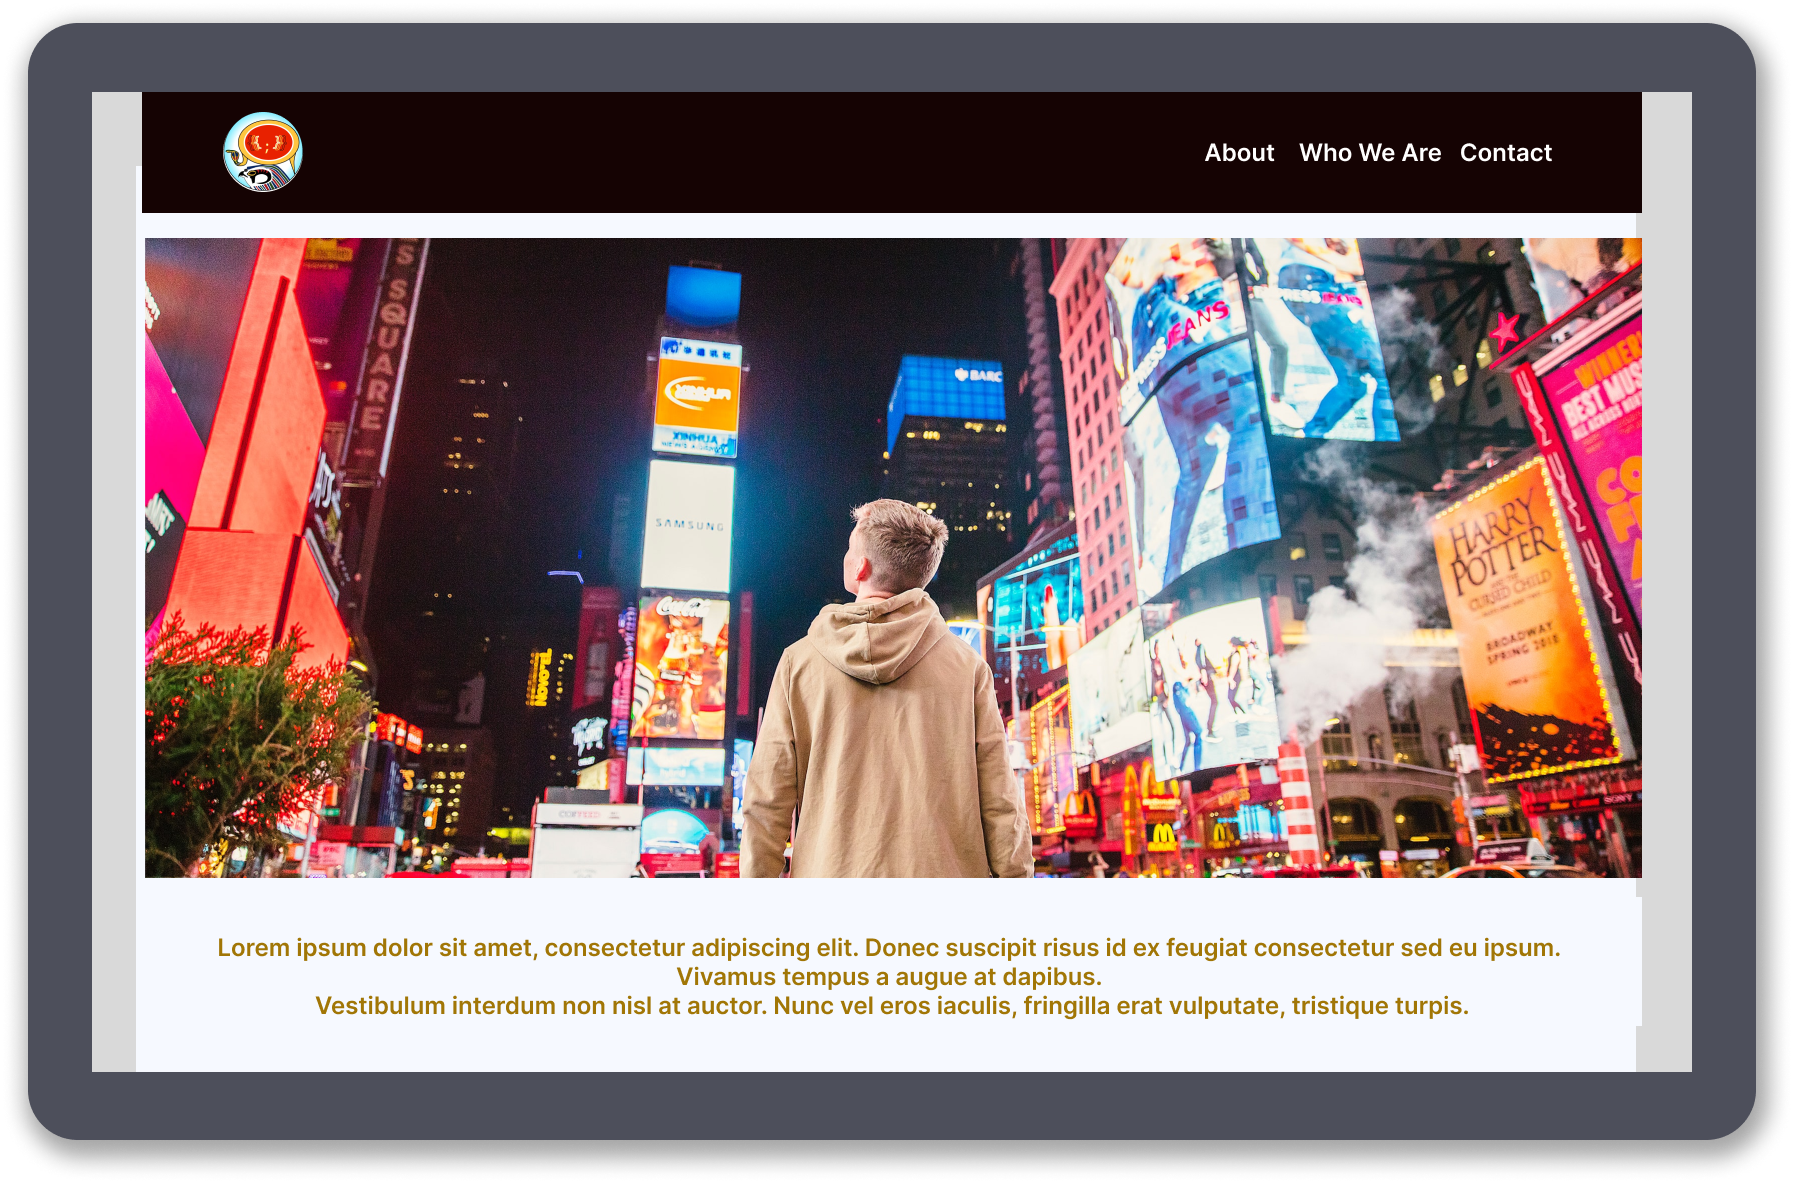 {;}
About Who We Are Contact
S SQUARE
BARC
JEANS
SAMSUNG
Coca-Cola
Novotel
BEST MUS
HARRY
POTTER
AND THE
CURSED CHILD
BROADWAY
SPRING 2018
SONY
Lorem ipsum dolor sit amet, consectetur adipiscing elit. Donec suscipit risus id ex feugiat consectetur sed eu ipsum.
Vivamus tempus a augue at dapibus.
Vestibulum interdum non nisl at auctor. Nunc vel eros iaculis, fringilla erat vulputate, tristique turpis.